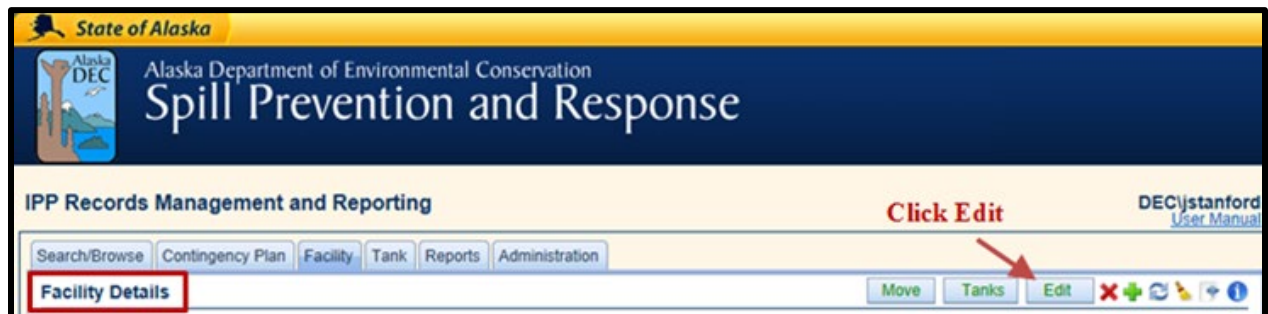 State of Alaska
Alaska
DEC
Alaska Department of Environmental Conservation
Spill Prevention and Response
IPP Records Management and Reporting
Click Edit
DEC\jstanford
User Manual
Search/Browse Contingency Plan Facility Tank Reports Administration
Facility Details
Move Tanks Edit